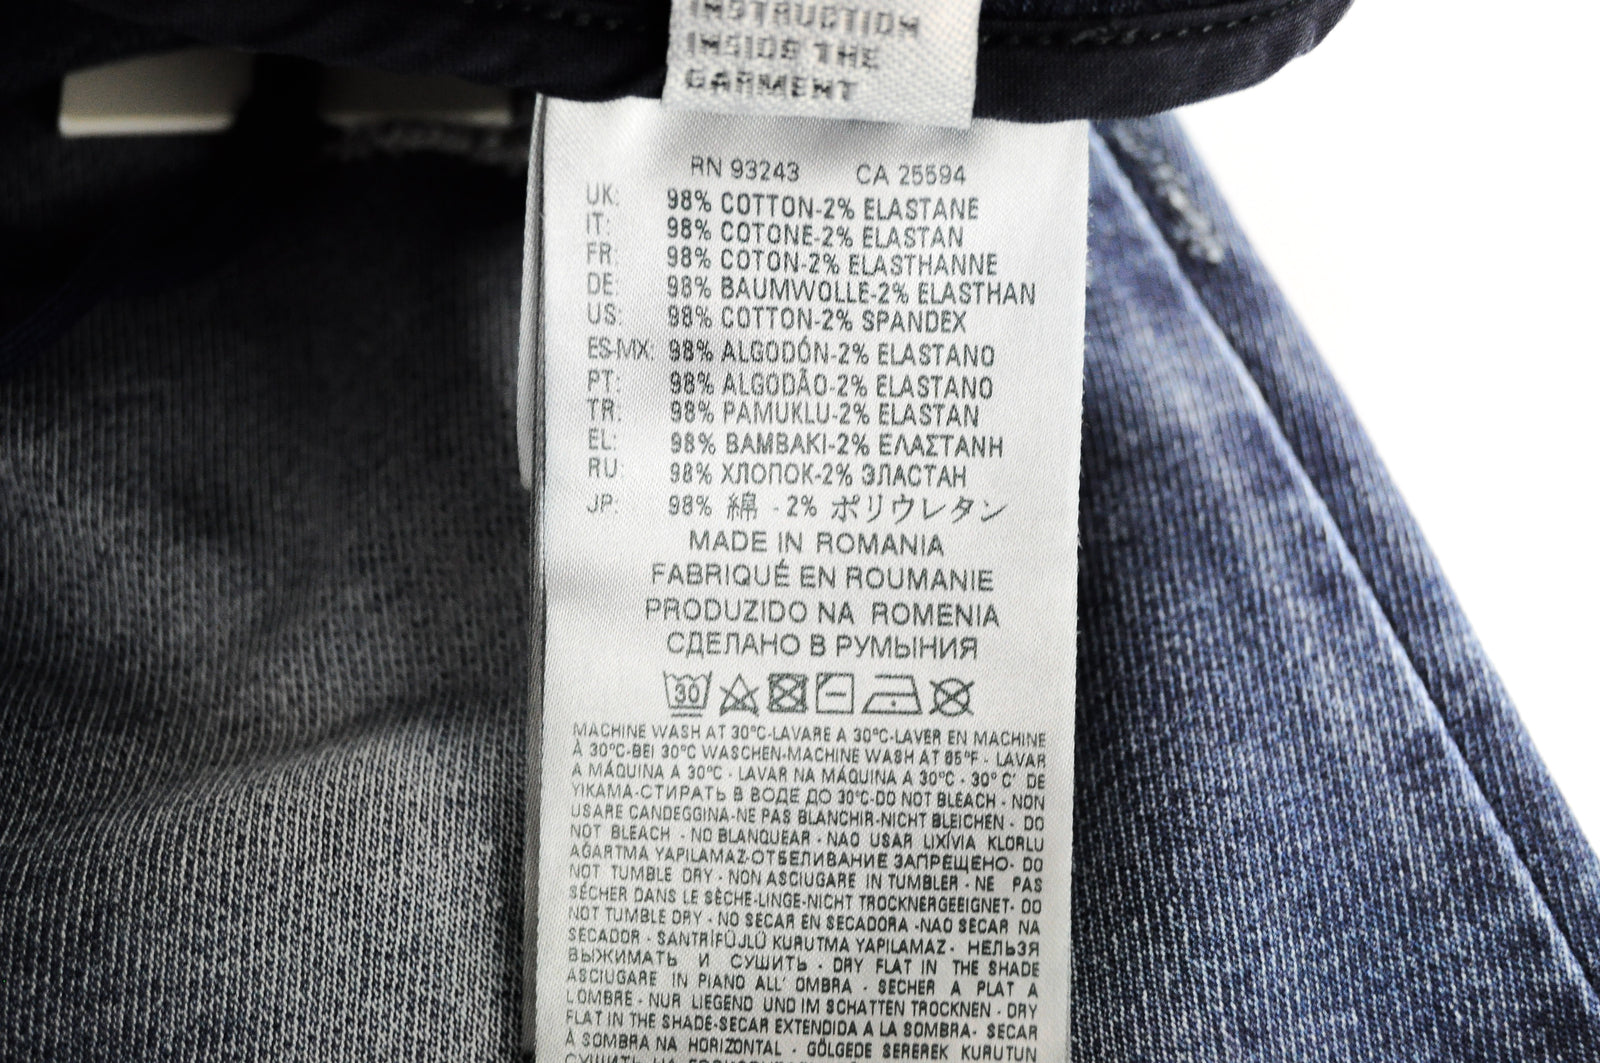 INSTRUCTION
INSIDE THE
GARMENT
RN 93243 CA 25594
UK: 98% COTTON-2% ELASTANE
IT: 98% COTONE-2% ELASTAN
FR: 98% COTON-2% ELASTHANNE
DE: 98% BAUMWOLLE-2% ELASTHAN
US: 98% COTTON-2% SPANDEX
ES-MX: 98% ALGODÓN-2% ELASTANO
PT: 98% ALGODÃO-2% ELASTANO
TR: 98% PAMUKLU-2% ELASTAN
EL: 98% BAMBAKI-2% ΕΛΑΣΤΑΝΗ
RU: 98% ХЛОПОК-2% ЭЛАСТАН
JP: 98% 綿 - 2% ポリウレタン
MADE IN ROMANIA
FABRIQUÉ EN ROUMANIE
PRODUZIDO NA ROMENIA
СДЕЛАНО В РУМЫНИЯ
30
MACHINE WASH AT 30°C-LAVARE A 30°C-LAVER EN MACHINE
À 30°C-BEI 30°C WASCHEN-MACHINE WASH AT 85°F - LAVAR
A MÁQUINA A 30°C - LAVAR NA MÁQUINA A 30°C - 30° C' DE
YIKAMA-СТИРАТЬ В ВОДЕ ДО 30°C-DO NOT BLEACH - NON
USARE CANDEGGINA-NE PAS BLANCHIR-NICHT BLEICHEN - DO
NOT BLEACH - NO BLANQUEAR - NAO USAR LIXÍVIA KLORLU
AGARTMA YAPILAMAZ-ОТБЕЛИВАНИЕ ЗАПРЕЩЕНО- DO
NOT TUMBLE DRY - NON ASCIUGARE IN TUMBLER - NE PAS
SÉCHER DANS LE SÈCHE-LINGE-NICHT TROCKNERGEEIGNET- DO
NOT TUMBLE DRY - NO SECAR EN SECADORA -NAO SECAR NA
SECADOR - SANTRİFÜJLÜ KURUTMA YAPILAMAZ - НЕЛЬЗЯ
ВЫЖИМАТЬ И СУШИТЬ - DRY FLAT IN THE SHADE
ASCIUGARE IN PIANO ALL' OMBRA - SECHER A PLAT A
L'OMBRE - NUR LIEGEND UND IM SCHATTEN TROCKNEN - DRY
FLAT IN THE SHADE-SECAR EXTENDIDA A LA SOMBRA- SECAR
À SOMBRA NA HORIZONTAL - GÖLGEDE SEREREK KURUTUN
СУШИТЬ НА